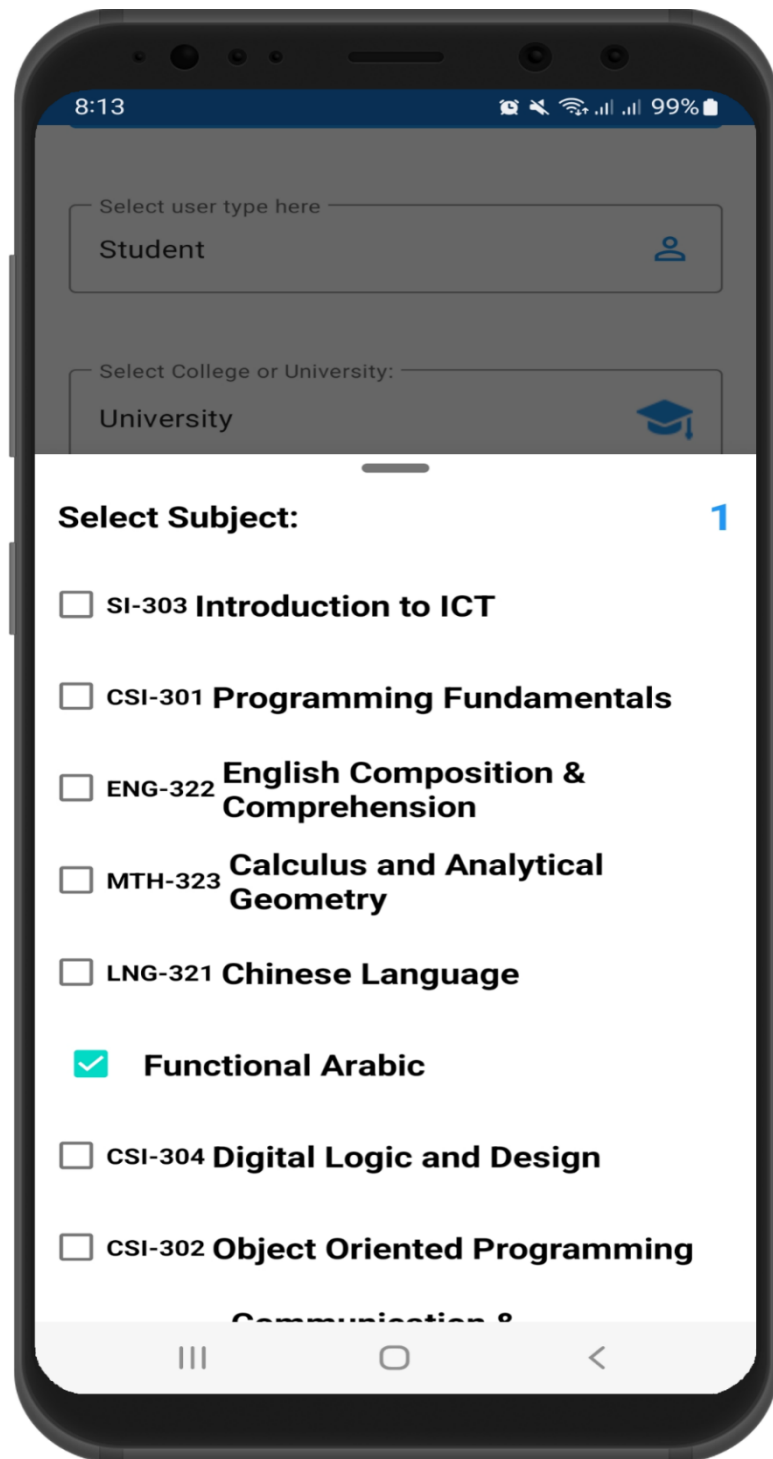 8:13
99%
Select user type here
Student
Select College or University:
University
Select Subject:
1
SI-303 Introduction to ICT
CSI-301 Programming Fundamentals
ENG-322 English Composition &
Comprehension
MTH-323 Calculus and Analytical
Geometry
LNG-321 Chinese Language
Functional Arabic
CSI-304 Digital Logic and Design
CSI-302 Object Oriented Programming
Communication &